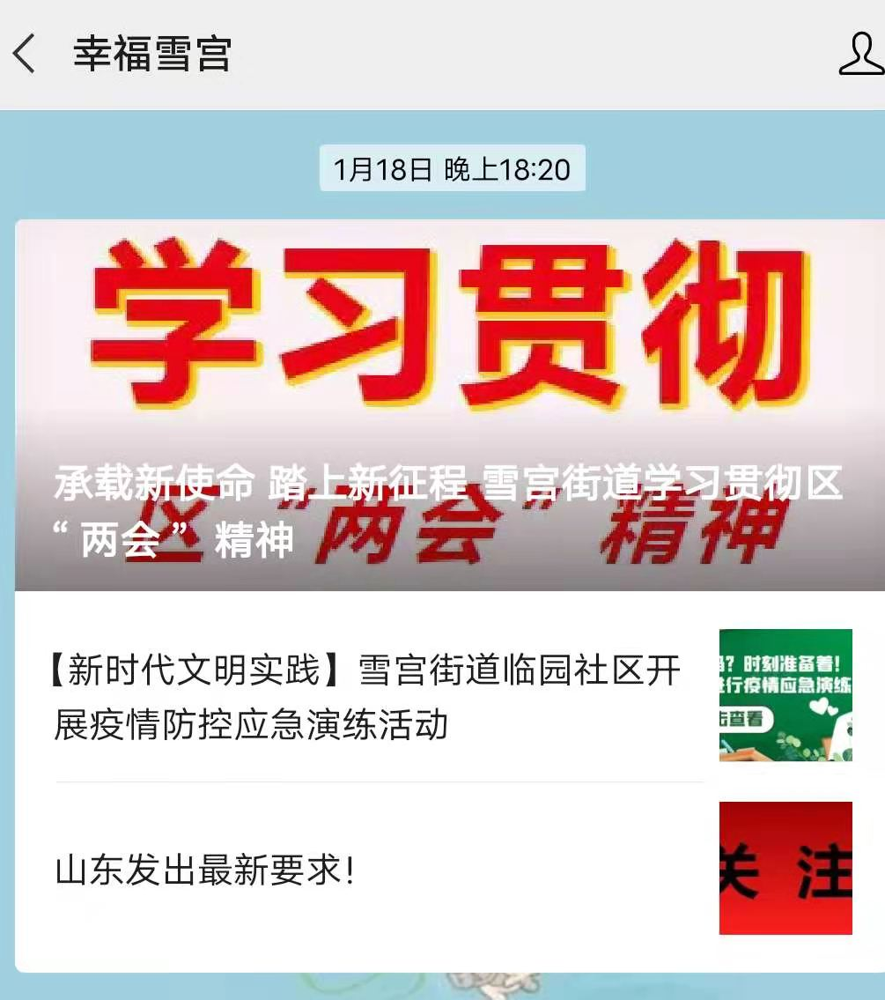 幸福雪宫
1月18日 晚上18:20
学习贯彻
区“两会”精神
承载新使命 踏上新征程 雪宫街道学习贯彻区
“两会”精神
【新时代文明实践】雪宫街道临园社区开
展疫情防控应急演练活动
？时刻准备着！
行疫情应急演练
击查看
山东发出最新要求！
关 注